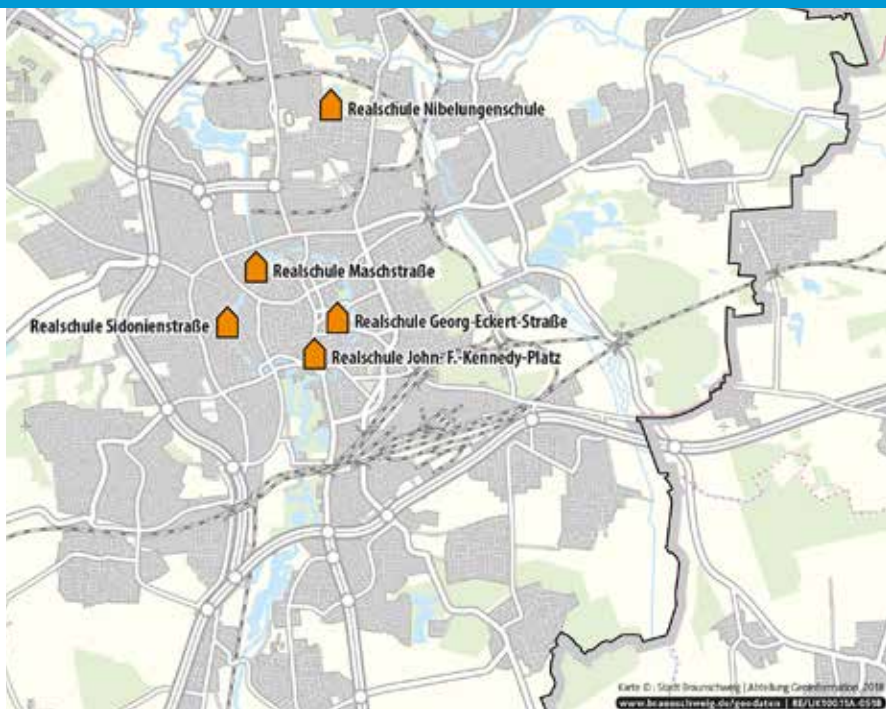 Realschule Nibelungenschule
Realschule Maschstraße
Realschule Sidonienstraße
Realschule Georg-Eckert-Straße
Realschule John- F.-Kennedy-Platz
Karte ©: Stadt Braunschweig | Abteilung Geoinformation, 2018
www.braunschweig.de/geodaten |